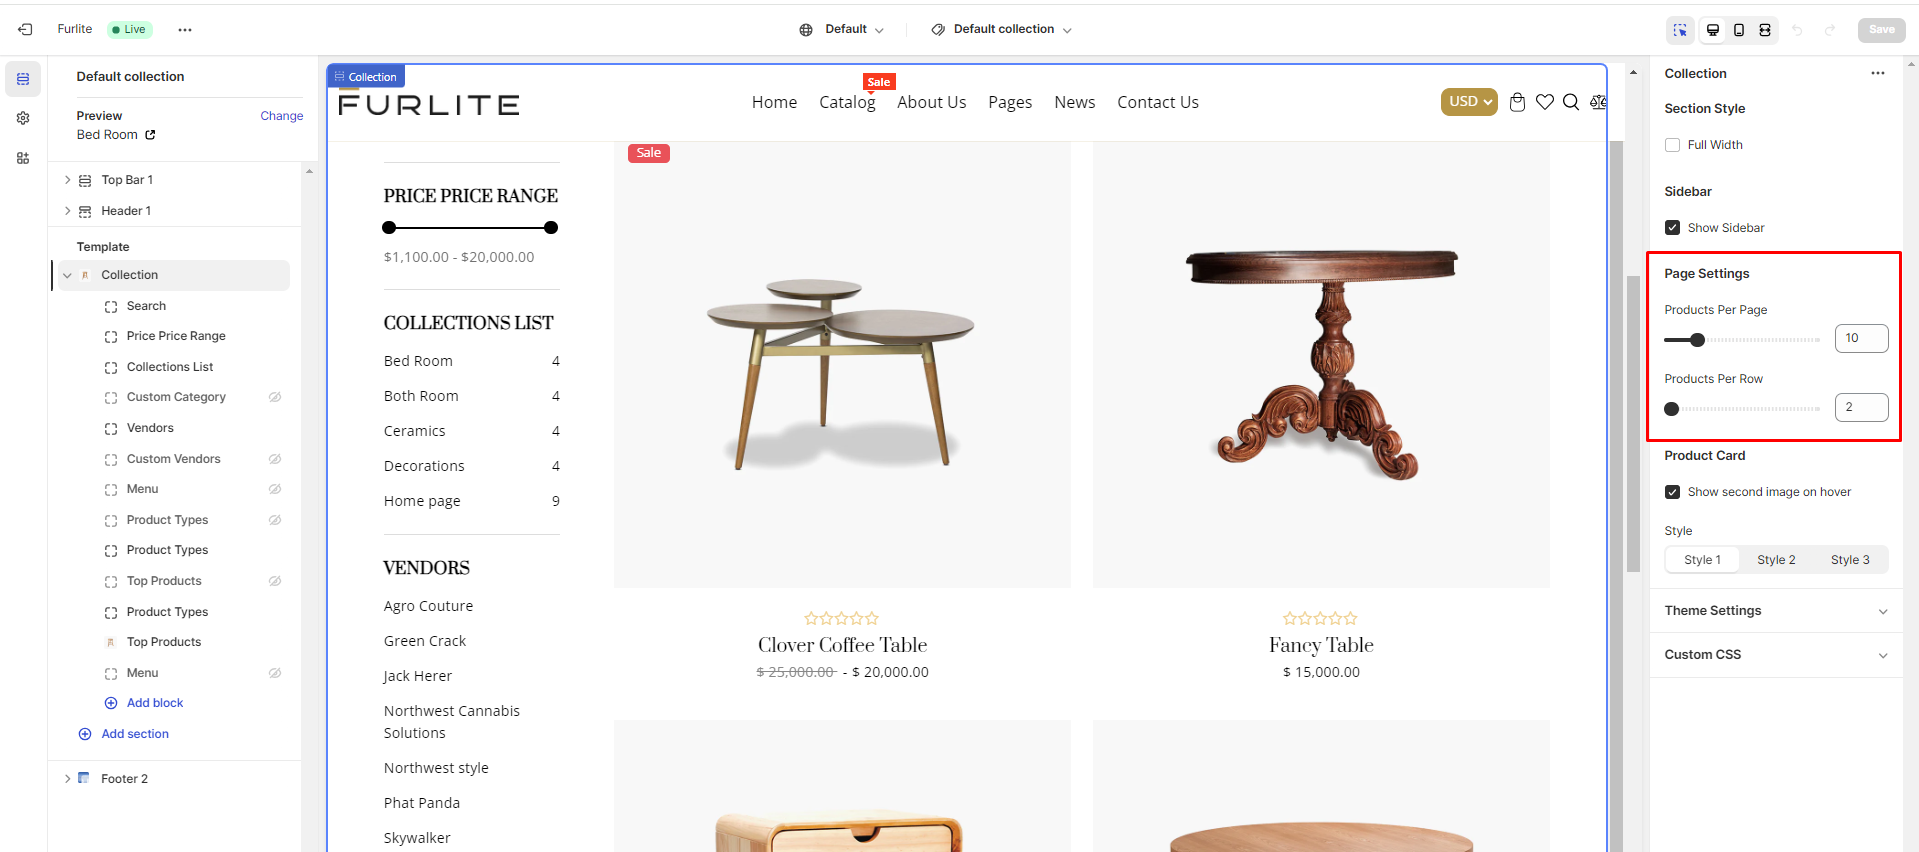 Furlite
Live
Default
Default collection
Save
Default collection
Preview
Change
Bed Room
Top Bar 1
Header 1
Template
Collection
Search
Price Price Range
Collections List
Custom Category
Vendors
Custom Vendors
Menu
Product Types
Product Types
Top Products
Product Types
Top Products
Menu
Add block
Add section
Footer 2
Collection
FURLITE
Home
Catalog
Sale
About Us
Pages
News
Contact Us
USD
PRICE PRICE RANGE
$1,100.00 - $20,000.00
COLLECTIONS LIST
Bed Room 4
Both Room 4
Ceramics 4
Decorations 4
Home page 9
VENDORS
Agro Couture
Green Crack
Jack Herer
Northwest Cannabis
Solutions
Northwest style
Phat Panda
Skywalker
Sale
Clover Coffee Table
$ 25,000.00 - $ 20,000.00
Fancy Table
$ 15,000.00
Collection
Section Style
Full Width
Sidebar
Show Sidebar
Page Settings
Products Per Page
10
Products Per Row
2
Product Card
Show second image on hover
Style
Style 1
Style 2
Style 3
Theme Settings
Custom CSS